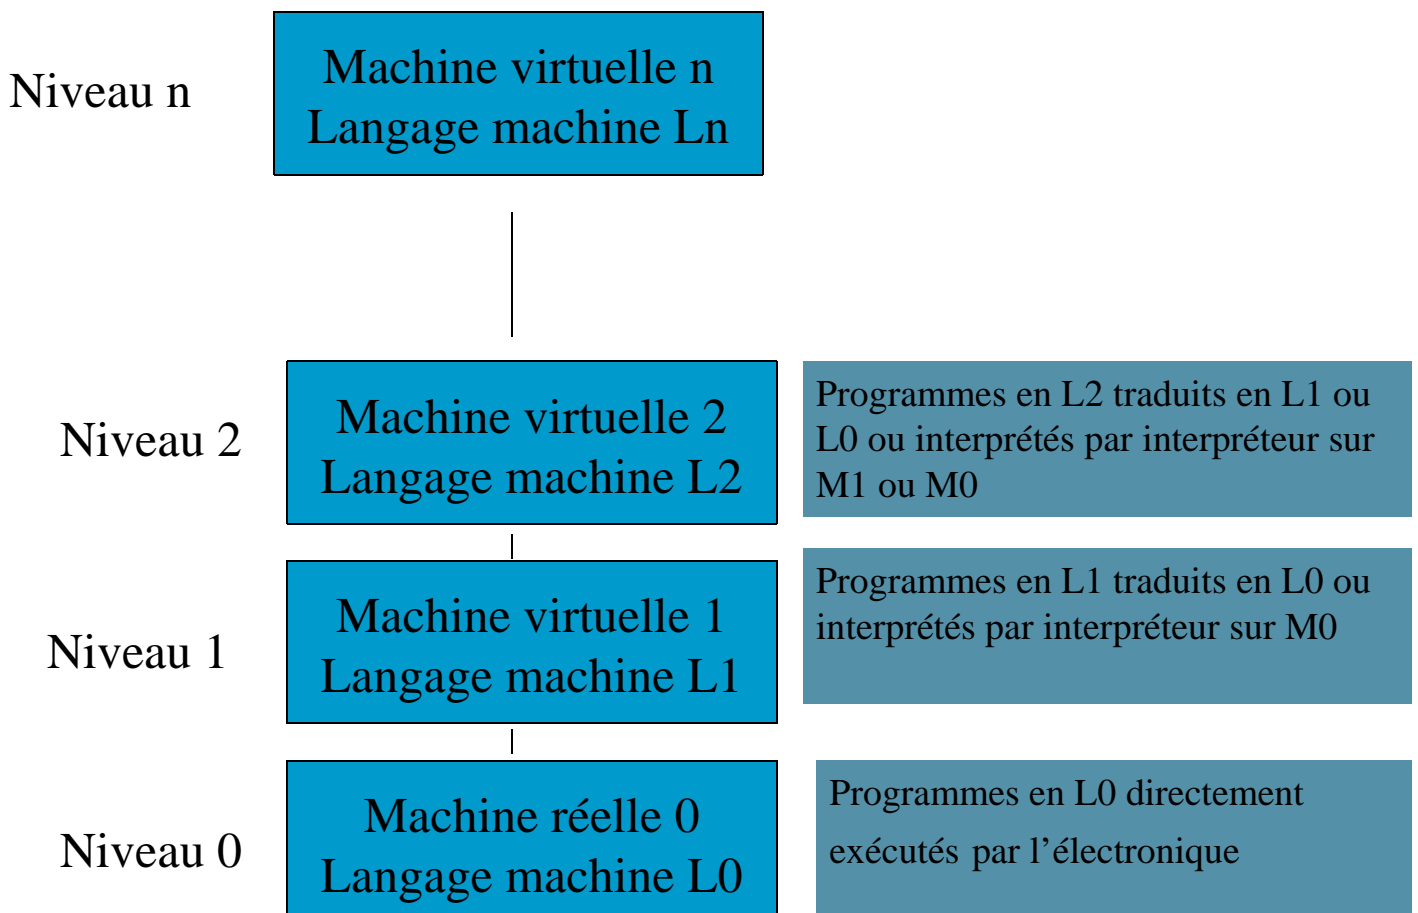 Niveau n
Machine virtuelle n
Langage machine Ln
Niveau 2
Machine virtuelle 2
Langage machine L2
Programmes en L2 traduits en L1 ou
L0 ou interprétés par interpréteur sur
M1 ou M0
Niveau 1
Machine virtuelle 1
Langage machine L1
Programmes en L1 traduits en L0 ou
interprétés par interpréteur sur M0
Niveau 0
Machine réelle 0
Langage machine L0
Programmes en L0 directement
exécutés par l’électronique